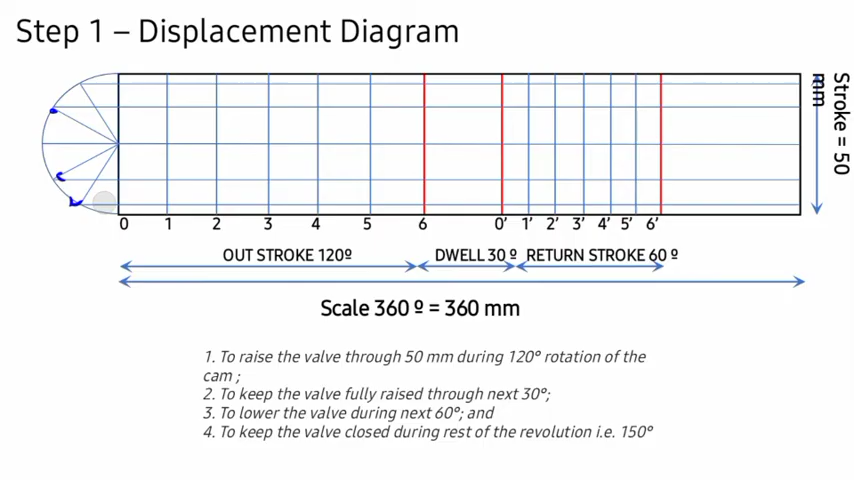 Step 1 – Displacement Diagram
Stroke = 50
mm
0 1 2 3 4 5 6 0' 1' 2' 3' 4' 5' 6'
OUT STROKE 120º DWELL 30 º RETURN STROKE 60 º
Scale 360 º = 360 mm
1. To raise the valve through 50 mm during 120° rotation of the
cam ;
2. To keep the valve fully raised through next 30°;
3. To lower the valve during next 60°; and
4. To keep the valve closed during rest of the revolution i.e. 150°